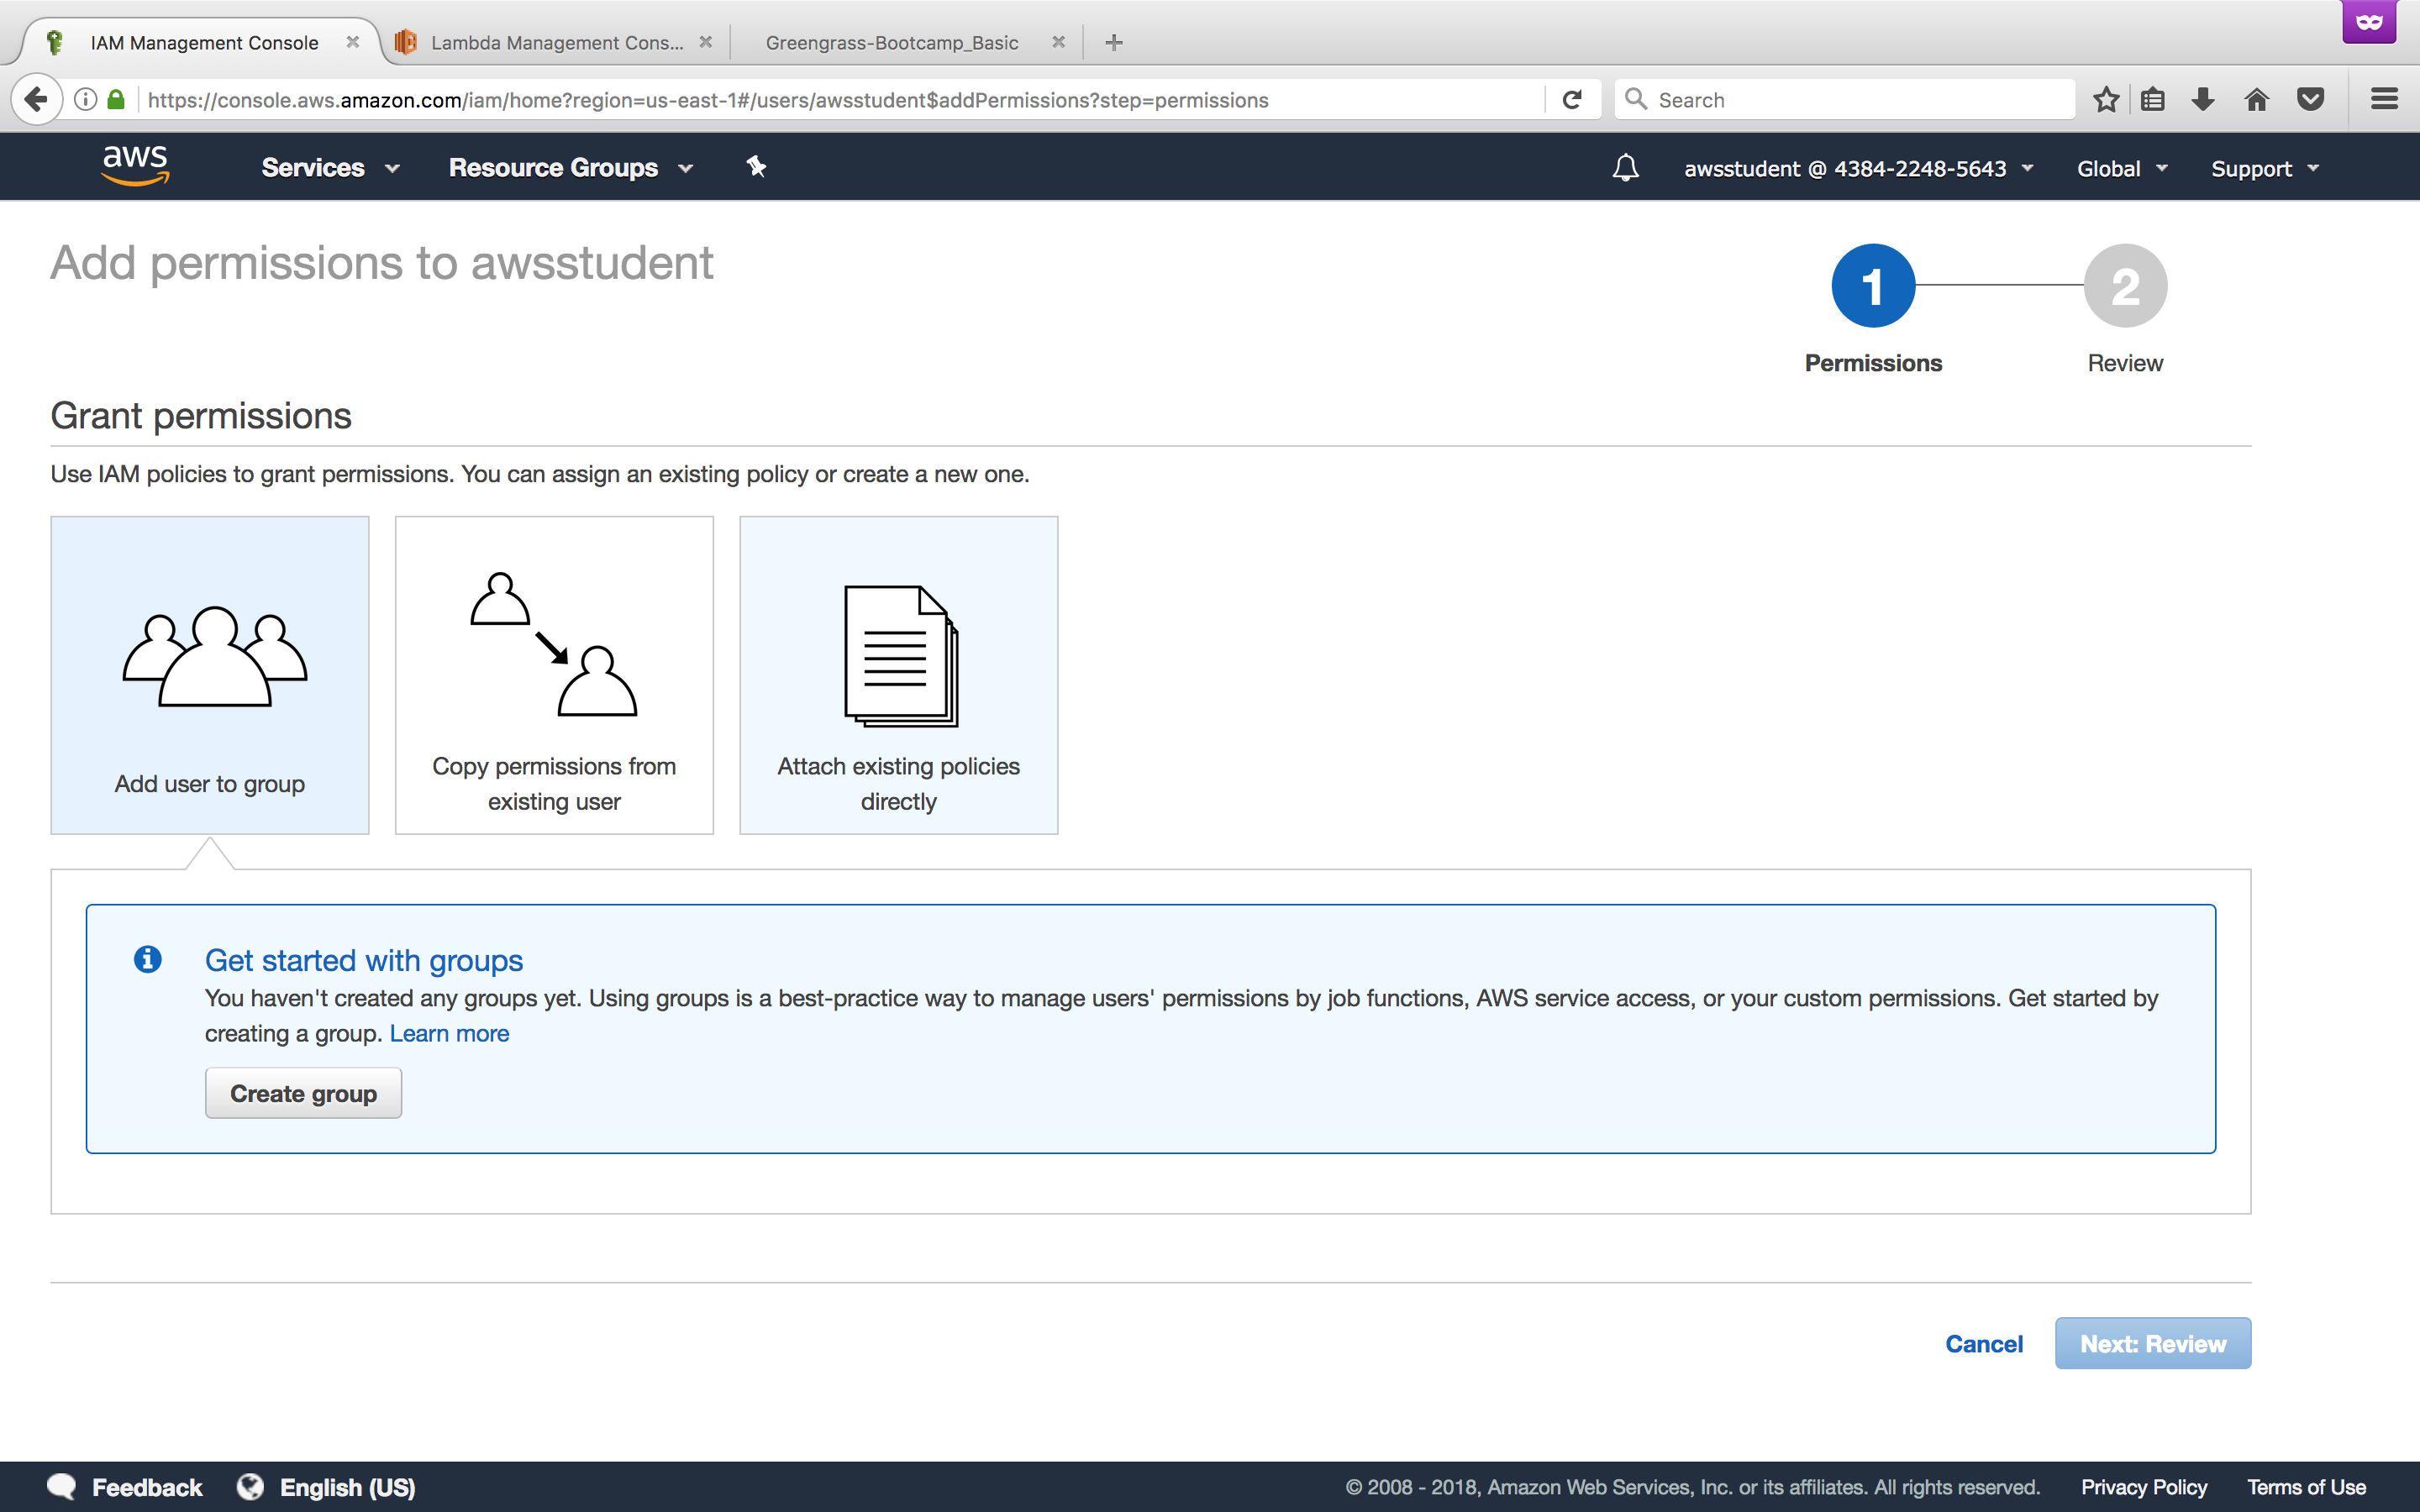 IAM Management Console
Lambda Management Cons...
Greengrass-Bootcamp_Basic
https://console.aws.amazon.com/iam/home?region=us-east-1#/users/awsstudent$addPermissions?step=permissions
Search
aws
Services
Resource Groups
awsstudent @ 4384-2248-5643
Global
Support
Add permissions to awsstudent
1
2
Permissions
Review
Grant permissions
Use IAM policies to grant permissions. You can assign an existing policy or create a new one.
Add user to group
Copy permissions from
existing user
Attach existing policies
directly
Get started with groups
You haven't created any groups yet. Using groups is a best-practice way to manage users' permissions by job functions, AWS service access, or your custom permissions. Get started by
creating a group. Learn more
Create group
Cancel
Next: Review
Feedback
English (US)
© 2008 - 2018, Amazon Web Services, Inc. or its affiliates. All rights reserved.
Privacy Policy
Terms of Use